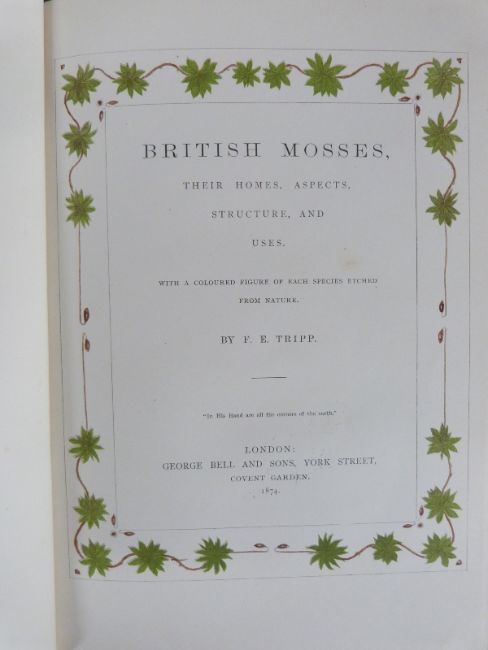 BRITISH MOSSES,
THEIR HOMES, ASPECTS,
STRUCTURE, AND
USES.
WITH A COLOURED FIGURE OF EACH SPECIES ETCHED
FROM NATURE.
BY F. E. TRIPP.
"In His Hand are all the corners of the earth."
LONDON:
GEORGE BELL AND SONS, YORK STREET,
COVENT GARDEN.
1874.